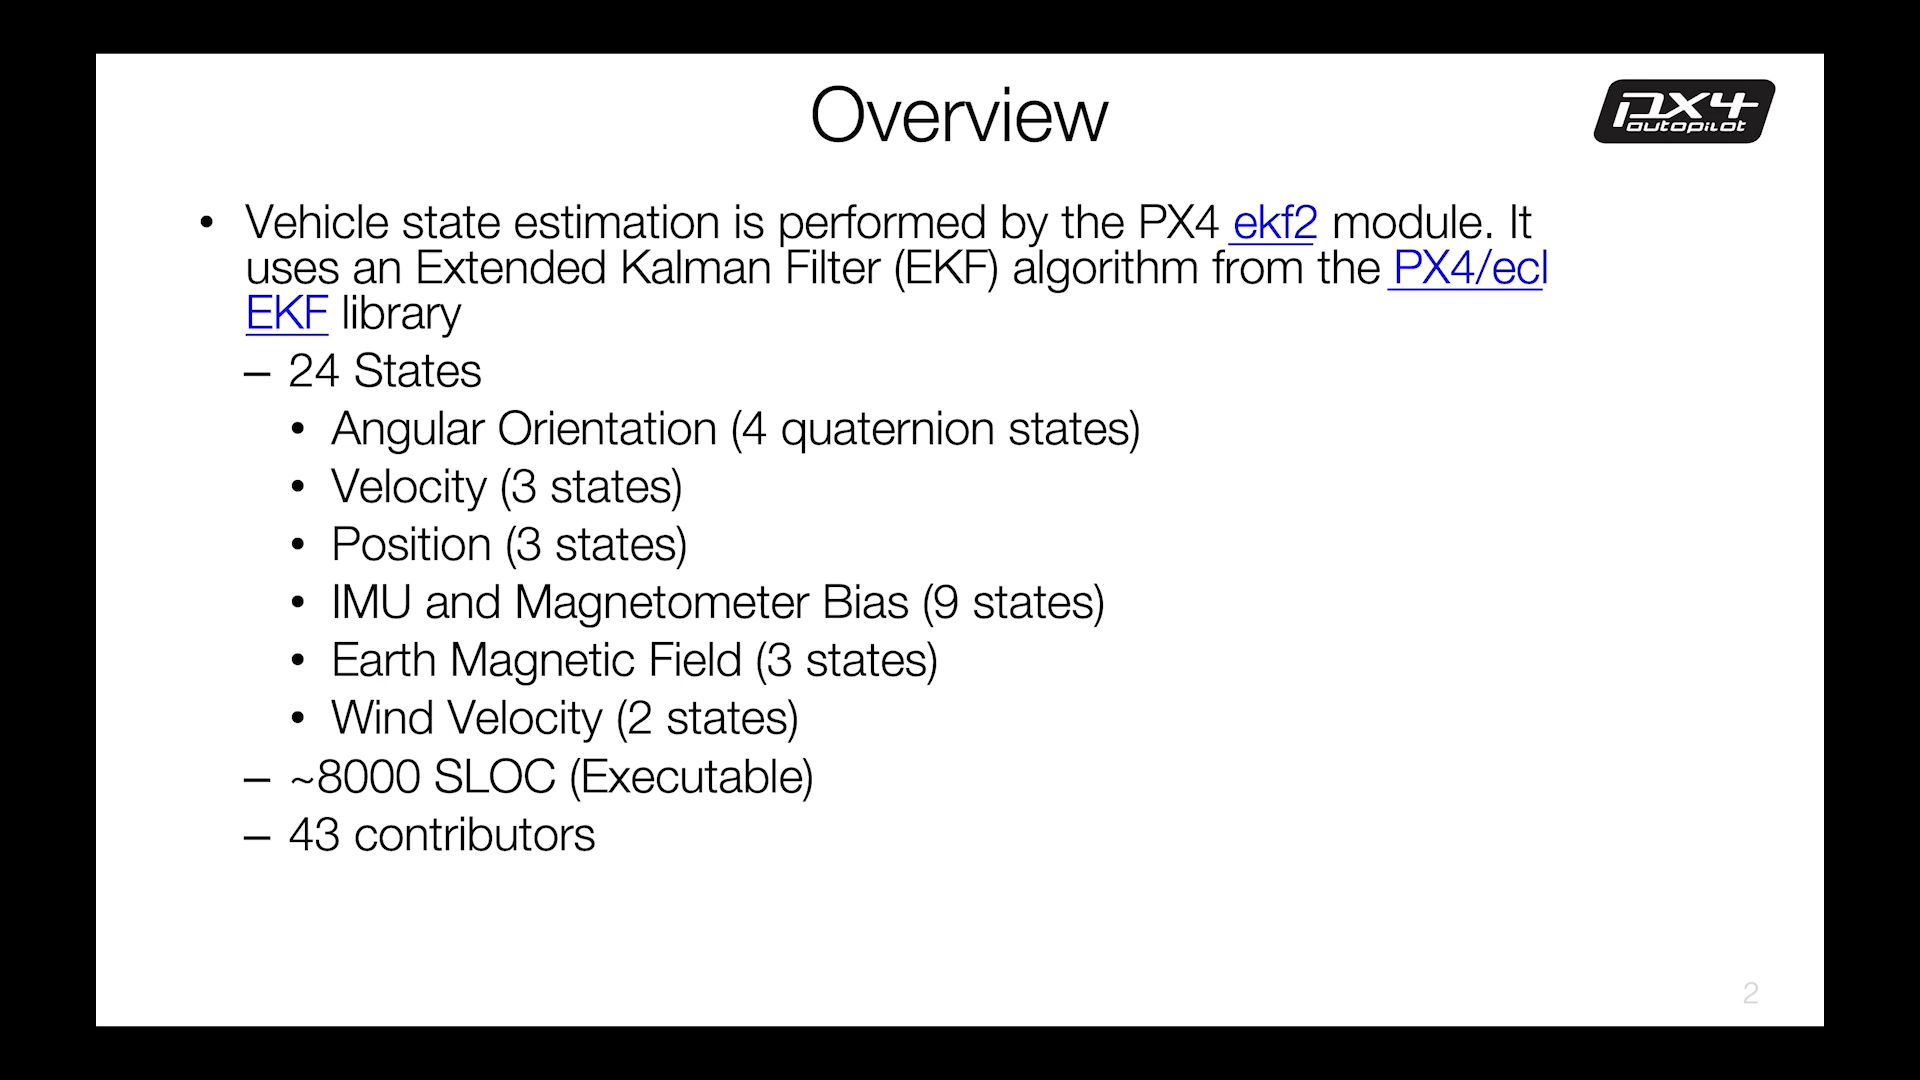 Overview
PX4
autopilot
• Vehicle state estimation is performed by the PX4 ekf2 module. It
uses an Extended Kalman Filter (EKF) algorithm from the PX4/ecl
EKF library
– 24 States
• Angular Orientation (4 quaternion states)
• Velocity (3 states)
• Position (3 states)
• IMU and Magnetometer Bias (9 states)
• Earth Magnetic Field (3 states)
• Wind Velocity (2 states)
– ~8000 SLOC (Executable)
– 43 contributors
2